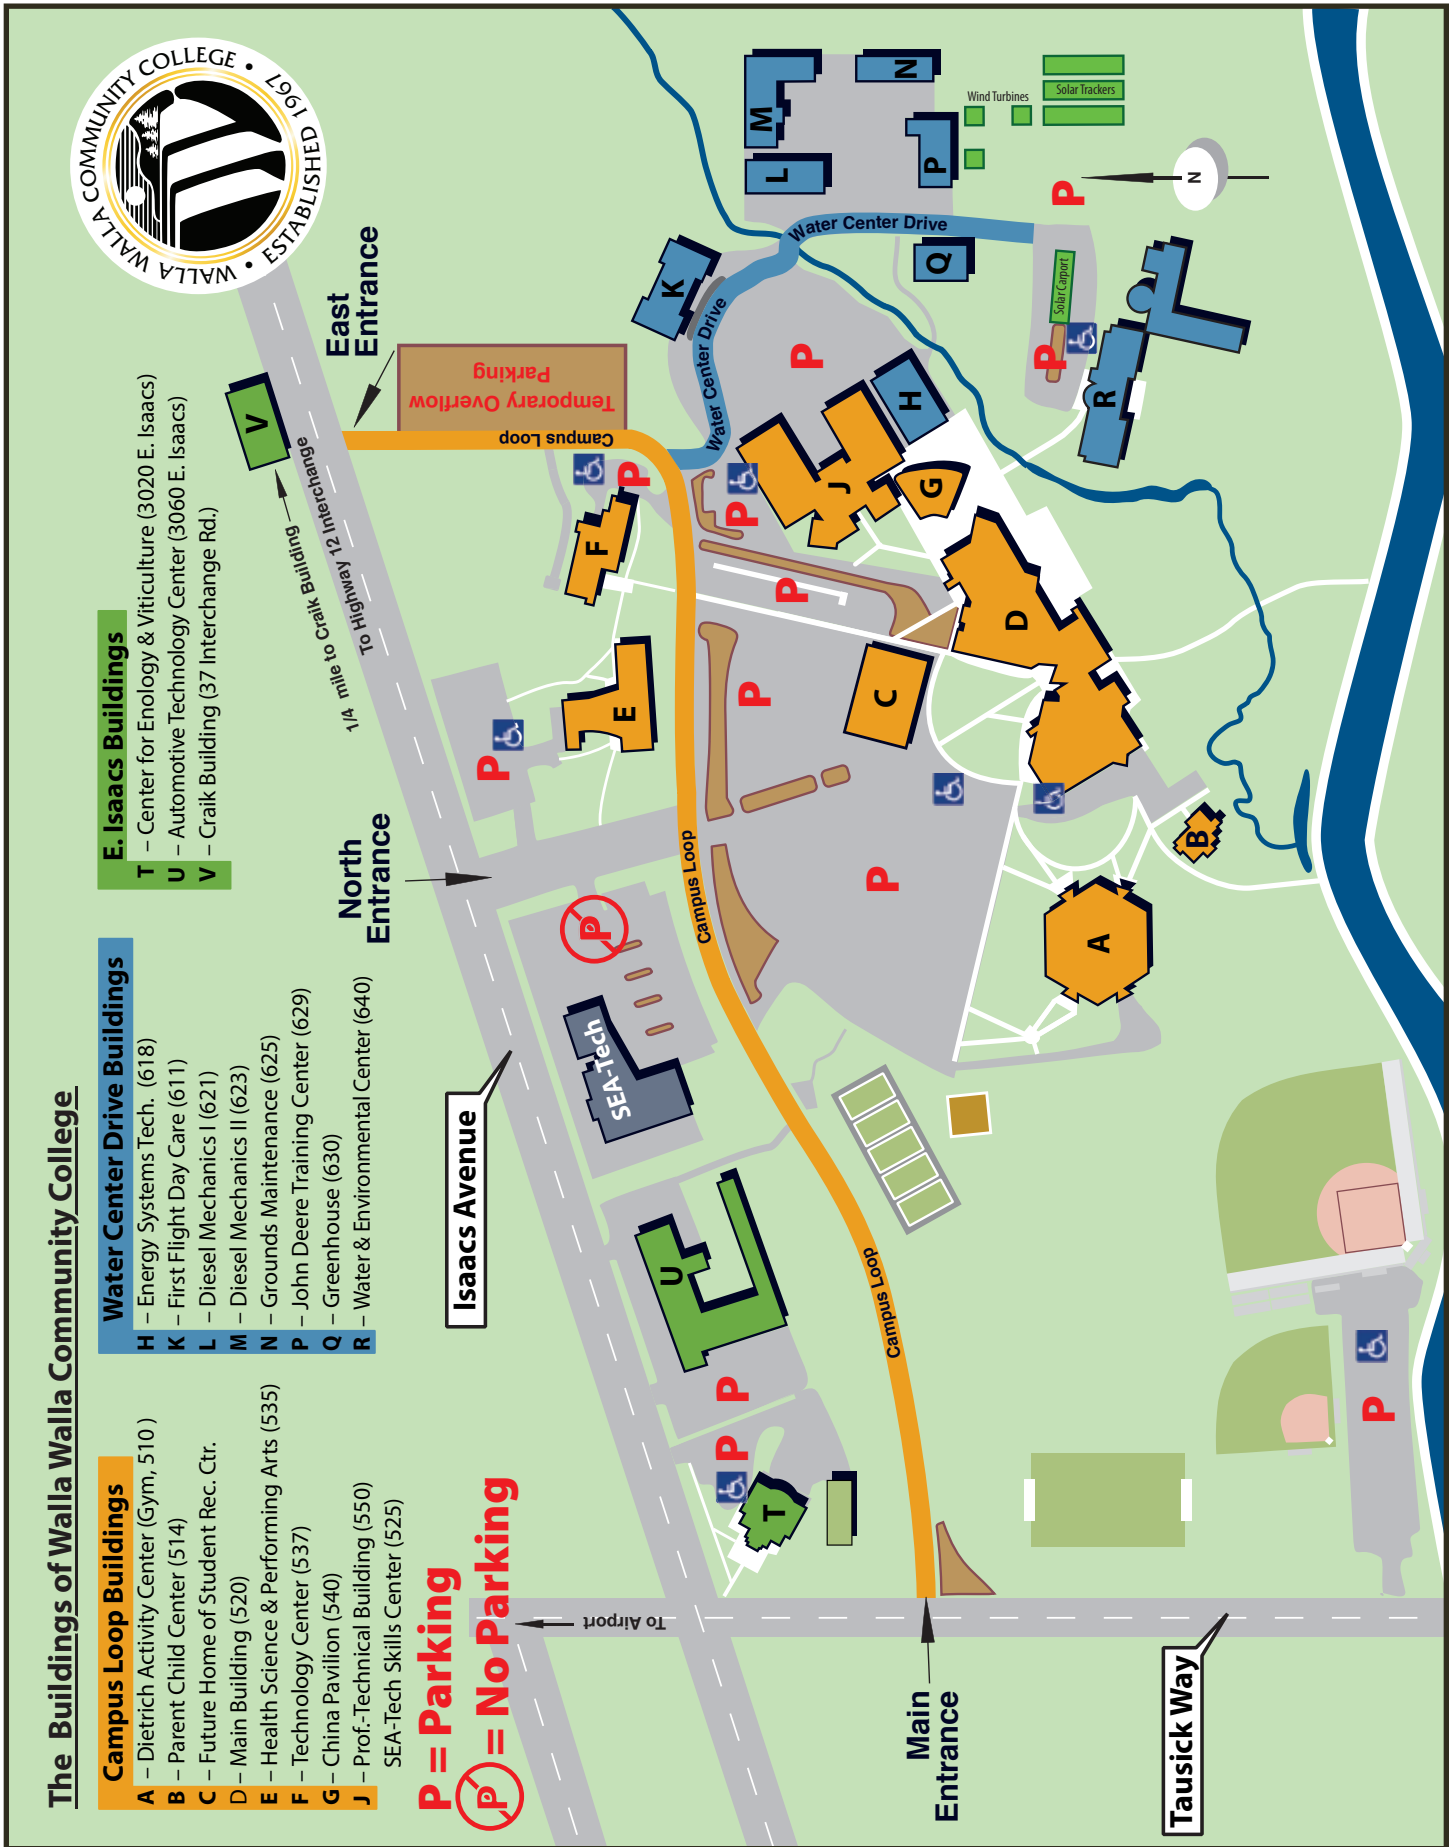 The Buildings of Walla Walla Community College
Campus Loop Buildings
A – Dietrich Activity Center (Gym, 510 )
B – Parent Child Center (514)
C – Future Home of Student Rec. Ctr.
D – Main Building (520)
E – Health Science & Performing Arts (535)
F – Technology Center (537)
G – China Pavilion (540)
J – Prof.-Technical Building (550)
SEA-Tech Skills Center (525)
Water Center Drive Buildings
H – Energy Systems Tech. (618)
K – First Flight Day Care (611)
L – Diesel Mechanics I (621)
M – Diesel Mechanics II (623)
N – Grounds Maintenance (625)
P – John Deere Training Center (629)
Q – Greenhouse (630)
R – Water & Environmental Center (640)
E. Isaacs Buildings
T – Center for Enology & Viticulture (3020 E. Isaacs)
U – Automotive Technology Center (3060 E. Isaacs)
V – Craik Building (37 Interchange Rd.)
WALLA WALLA COMMUNITY COLLEGE •
ESTABLISHED 1967 •
P = Parking
P = No Parking
Isaacs Avenue
North
Entrance
East
Entrance
1/4 mile to Craik Building
To Highway 12 Interchange
V
Temporary Overflow
Parking
Campus Loop
To Airport
T
P
P
U
SEA-Tech
P
P
E
F
P
K
Water Center Drive
Water Center Drive
Water Center Drive
L
M
N
P
Wind Turbines
Solar Trackers
Q
P
Solar Carport
P
R
N
P
H
J
G
P
P
P
C
D
P
B
A
Campus Loop
Campus Loop
P
Main
Entrance
Tausick Way